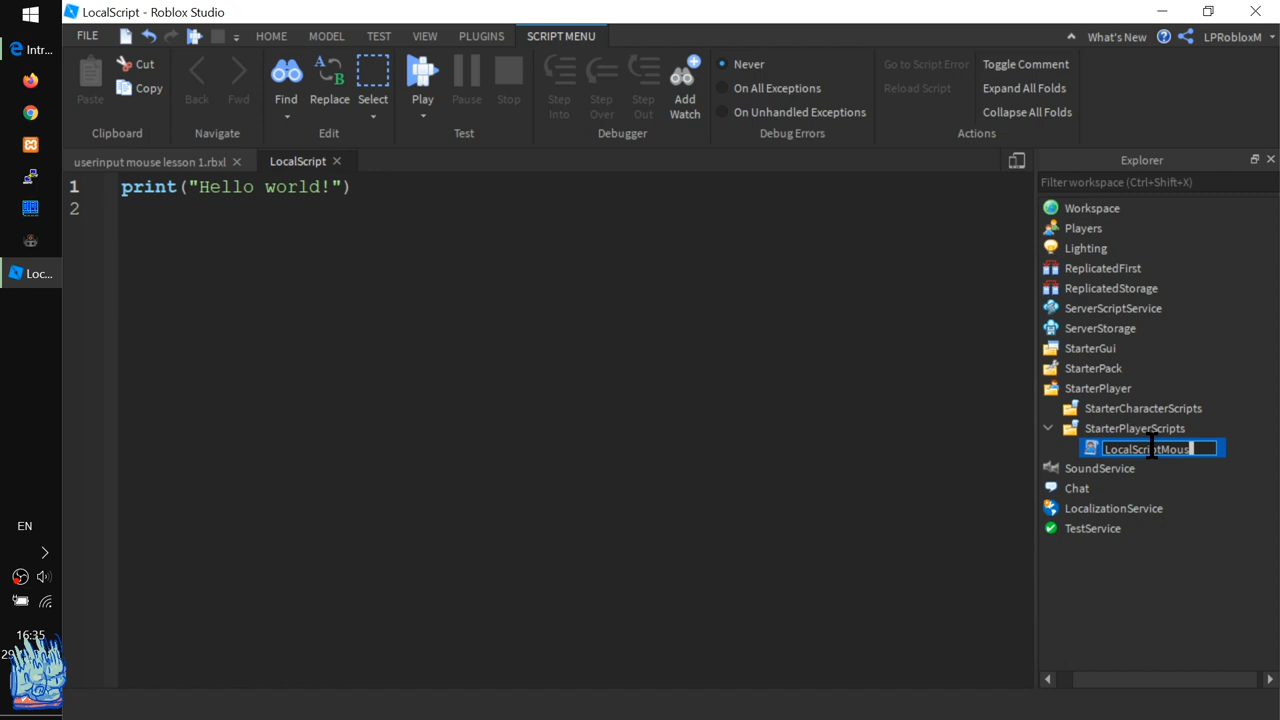 LocalScript - Roblox Studio
FILE HOME MODEL TEST VIEW PLUGINS SCRIPT MENU What's New LPRobloxM
Intr...
Paste Cut Copy
Clipboard
Back Fwd
Navigate
Find Replace Select
Edit
Play Pause Stop
Test
Step Into Step Over Step Out Add Watch
Debugger
Never
On All Exceptions
On Unhandled Exceptions
Debug Errors
Go to Script Error Toggle Comment
Reload Script Expand All Folds
Collapse All Folds
Actions
userinput mouse lesson 1.rbxl LocalScript
1 print("Hello world!")
2
Explorer
Filter workspace (Ctrl+Shift+X)
Workspace
Players
Lighting
ReplicatedFirst
ReplicatedStorage
ServerScriptService
ServerStorage
StarterGui
StarterPack
StarterPlayer
StarterCharacterScripts
StarterPlayerScripts
LocalScriptMous
SoundService
Chat
LocalizationService
TestService
Loc...
EN
16:35